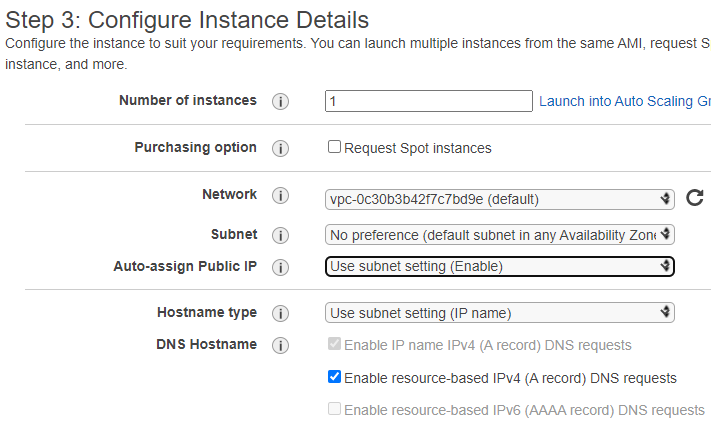 Step 3: Configure Instance Details
Configure the instance to suit your requirements. You can launch multiple instances from the same AMI, request S
instance, and more.
Number of instances i 1 Launch into Auto Scaling Gr
Purchasing option i Request Spot instances
Network i vpc-0c30b3b42f7c7bd9e (default)
Subnet i No preference (default subnet in any Availability Zone
Auto-assign Public IP i Use subnet setting (Enable)
Hostname type i Use subnet setting (IP name)
DNS Hostname i Enable IP name IPv4 (A record) DNS requests
Enable resource-based IPv4 (A record) DNS requests
Enable resource-based IPv6 (AAAA record) DNS requests